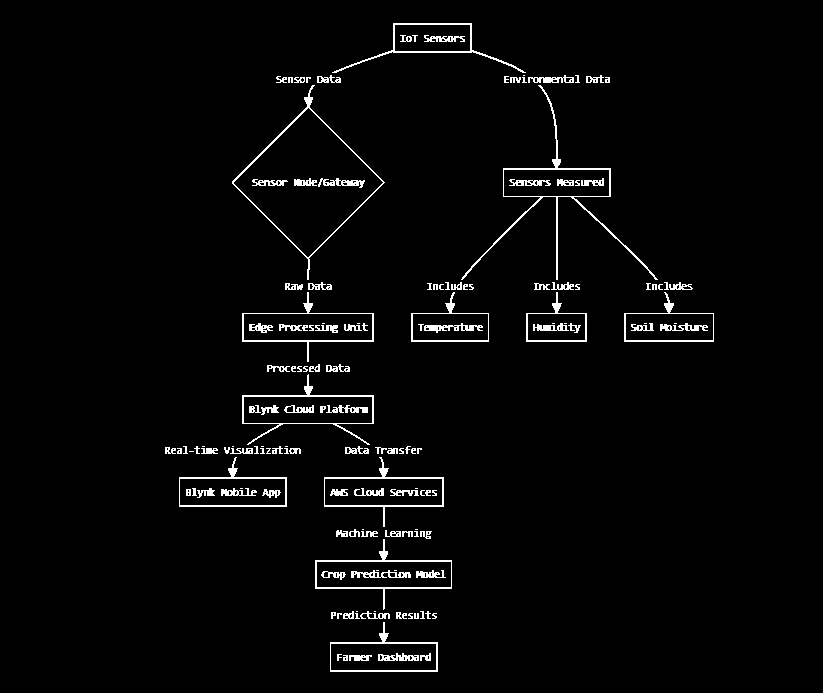 IoT Sensors
Sensor Data
Environmental Data
Sensor Node/Gateway
Sensors Measured
Raw Data
Includes
Includes
Includes
Edge Processing Unit
Temperature
Humidity
Soil Moisture
Processed Data
Blynk Cloud Platform
Real-time Visualization
Data Transfer
Blynk Mobile App
AWS Cloud Services
Machine Learning
Crop Prediction Model
Prediction Results
Farmer Dashboard